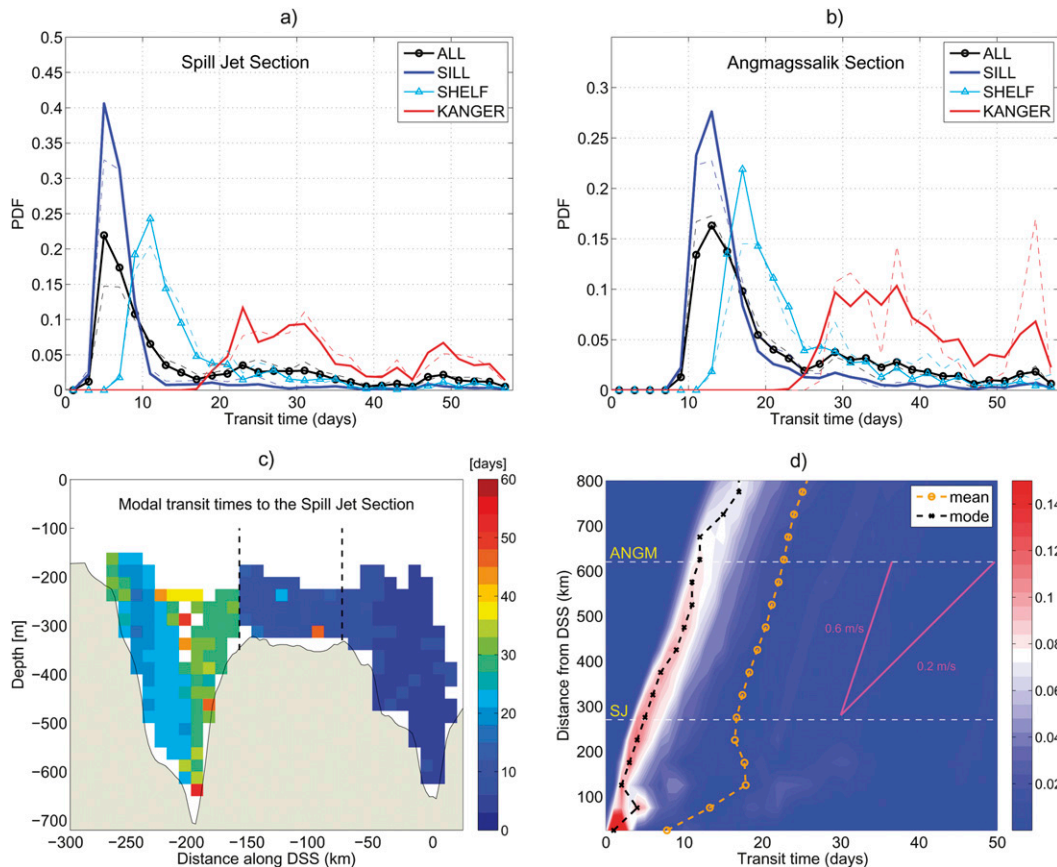 a)
Spill Jet Section
ALL
SILL
SHELF
KANGER
0.5
0.45
0.4
0.35
0.3
0.25
0.2
0.15
0.1
0.05
0
PDF
0 10 20 30 40 50
Transit time (days)
b)
Angmagssalik Section
ALL
SILL
SHELF
KANGER
0.35
0.3
0.25
0.2
0.15
0.1
0.05
0
PDF
0 10 20 30 40 50
Transit time (days)
c)
[days]
Modal transit times to the Spill Jet Section
0
−100
−200
−300
−400
−500
−600
−700
Depth [m]
−300 −250 −200 −150 −100 −50 0
Distance along DSS (km)
60
50
40
30
20
10
0
d)
mean
mode
ANGM
0.6 m/s
0.2 m/s
SJ
800
700
600
500
400
300
200
100
Distance from DSS (km)
0 10 20 30 40 50
Transit time (days)
0.14
0.12
0.1
0.08
0.06
0.04
0.02